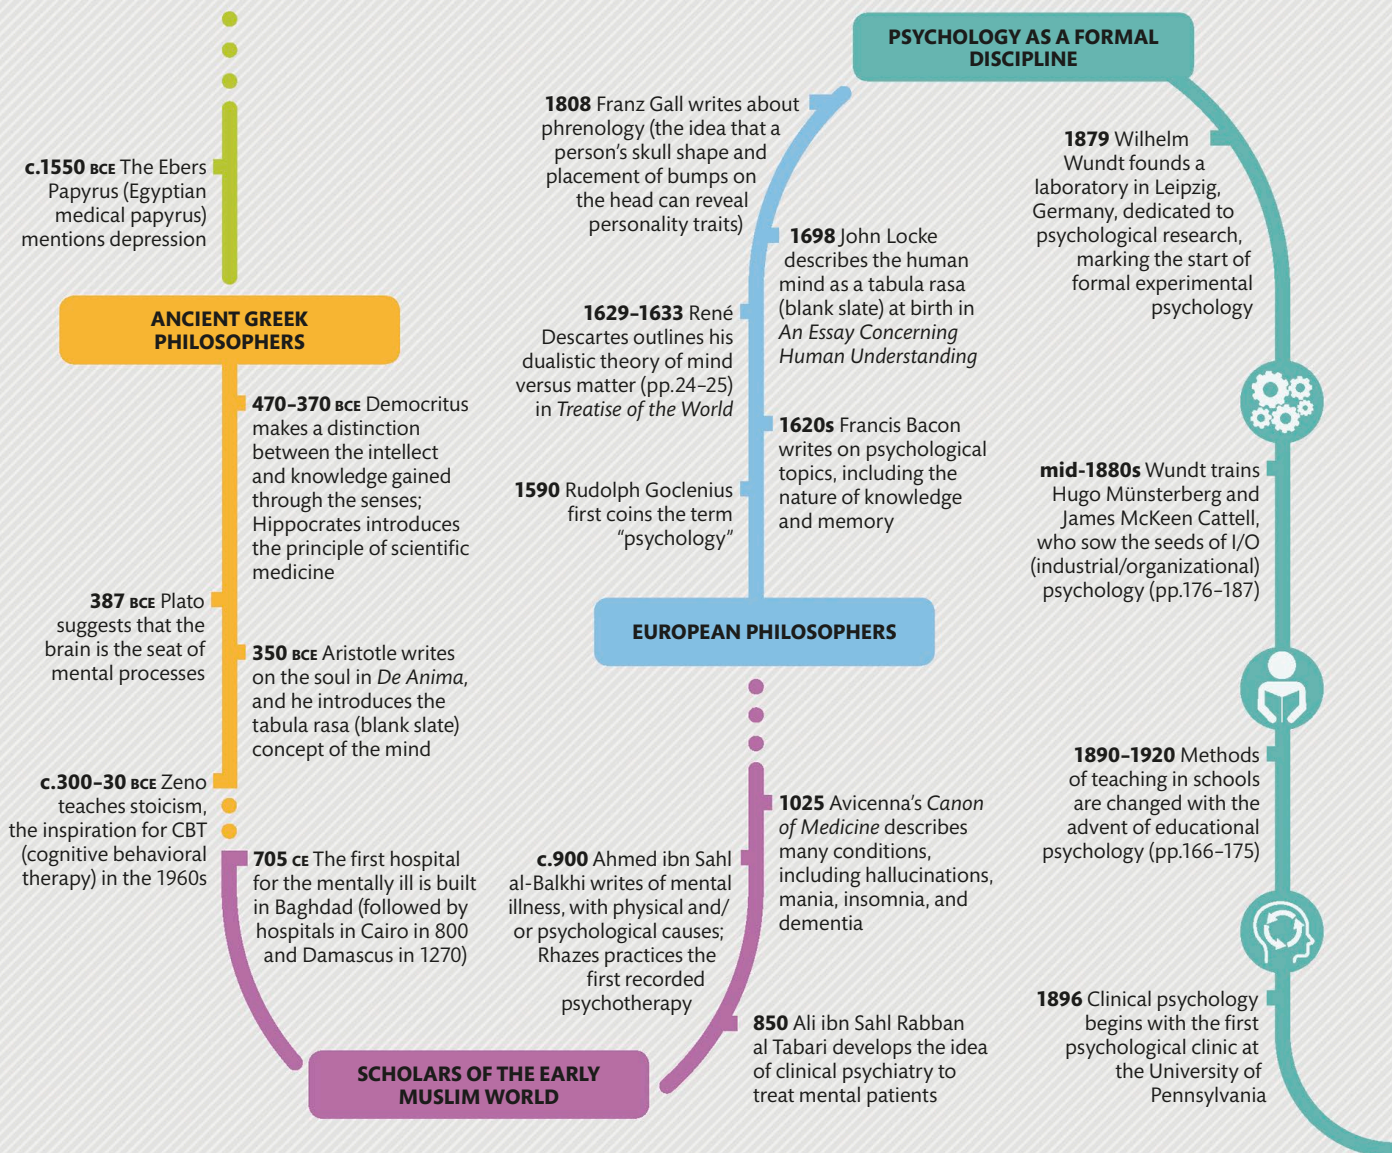 c.1550 BCE The Ebers
Papyrus (Egyptian
medical papyrus)
mentions depression
ANCIENT GREEK
PHILOSOPHERS
470–370 BCE Democritus
makes a distinction
between the intellect
and knowledge gained
through the senses;
Hippocrates introduces
the principle of scientific
medicine
387 BCE Plato
suggests that the
brain is the seat of
mental processes
350 BCE Aristotle writes
on the soul in De Anima,
and he introduces the
tabula rasa (blank slate)
concept of the mind
c.300–30 BCE Zeno
teaches stoicism,
the inspiration for CBT
(cognitive behavioral
therapy) in the 1960s
705 CE The first hospital
for the mentally ill is built
in Baghdad (followed by
hospitals in Cairo in 800
and Damascus in 1270)
SCHOLARS OF THE EARLY
MUSLIM WORLD
850 Ali ibn Sahl Rabban
al Tabari develops the idea
of clinical psychiatry to
treat mental patients
c.900 Ahmed ibn Sahl
al-Balkhi writes of mental
illness, with physical and/
or psychological causes;
Rhazes practices the
first recorded
psychotherapy
1025 Avicenna’s Canon
of Medicine describes
many conditions,
including hallucinations,
mania, insomnia, and
dementia
EUROPEAN PHILOSOPHERS
1590 Rudolph Goclenius
first coins the term
“psychology”
1620s Francis Bacon
writes on psychological
topics, including the
nature of knowledge
and memory
1629–1633 René
Descartes outlines his
dualistic theory of mind
versus matter (pp.24–25)
in Treatise of the World
1698 John Locke
describes the human
mind as a tabula rasa
(blank slate) at birth in
An Essay Concerning
Human Understanding
1808 Franz Gall writes about
phrenology (the idea that a
person’s skull shape and
placement of bumps on
the head can reveal
personality traits)
PSYCHOLOGY AS A FORMAL
DISCIPLINE
1879 Wilhelm
Wundt founds a
laboratory in Leipzig,
Germany, dedicated to
psychological research,
marking the start of
formal experimental
psychology
mid-1880s Wundt trains
Hugo Münsterberg and
James McKeen Cattell,
who sow the seeds of I/O
(industrial/organizational)
psychology (pp.176–187)
1890–1920 Methods
of teaching in schools
are changed with the
advent of educational
psychology (pp.166–175)
1896 Clinical psychology
begins with the first
psychological clinic at
the University of
Pennsylvania